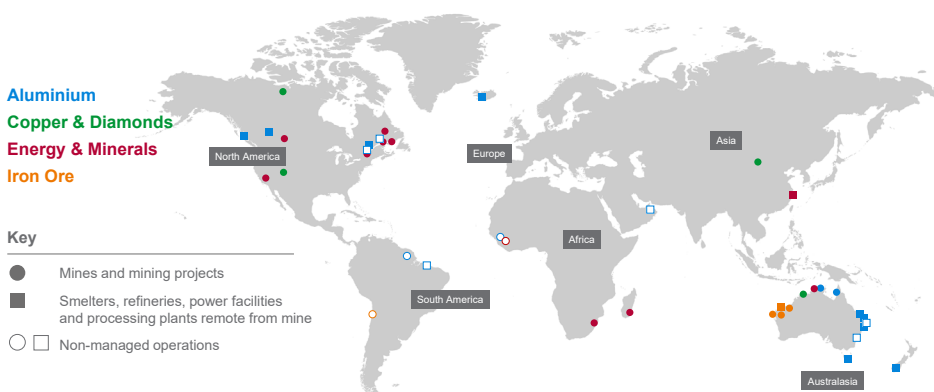 Aluminium
Copper & Diamonds
Energy & Minerals
Iron Ore
Key
Mines and mining projects
Smelters, refineries, power facilities
and processing plants remote from mine
Non-managed operations
North America
Europe
Asia
Africa
South America
Australasia